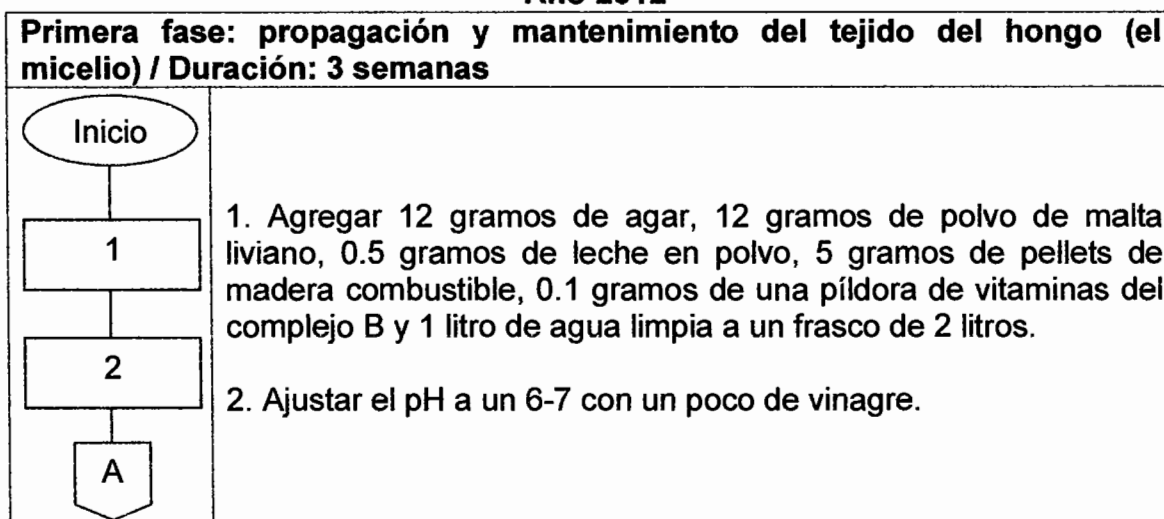 Primera fase: propagación y mantenimiento del tejido del hongo (el
micelio) / Duración: 3 semanas
Inicio
1
1. Agregar 12 gramos de agar, 12 gramos de polvo de malta
liviano, 0.5 gramos de leche en polvo, 5 gramos de pellets de
madera combustible, 0.1 gramos de una píldora de vitaminas del
complejo B y 1 litro de agua limpia a un frasco de 2 litros.
2
2. Ajustar el pH a un 6-7 con un poco de vinagre.
A